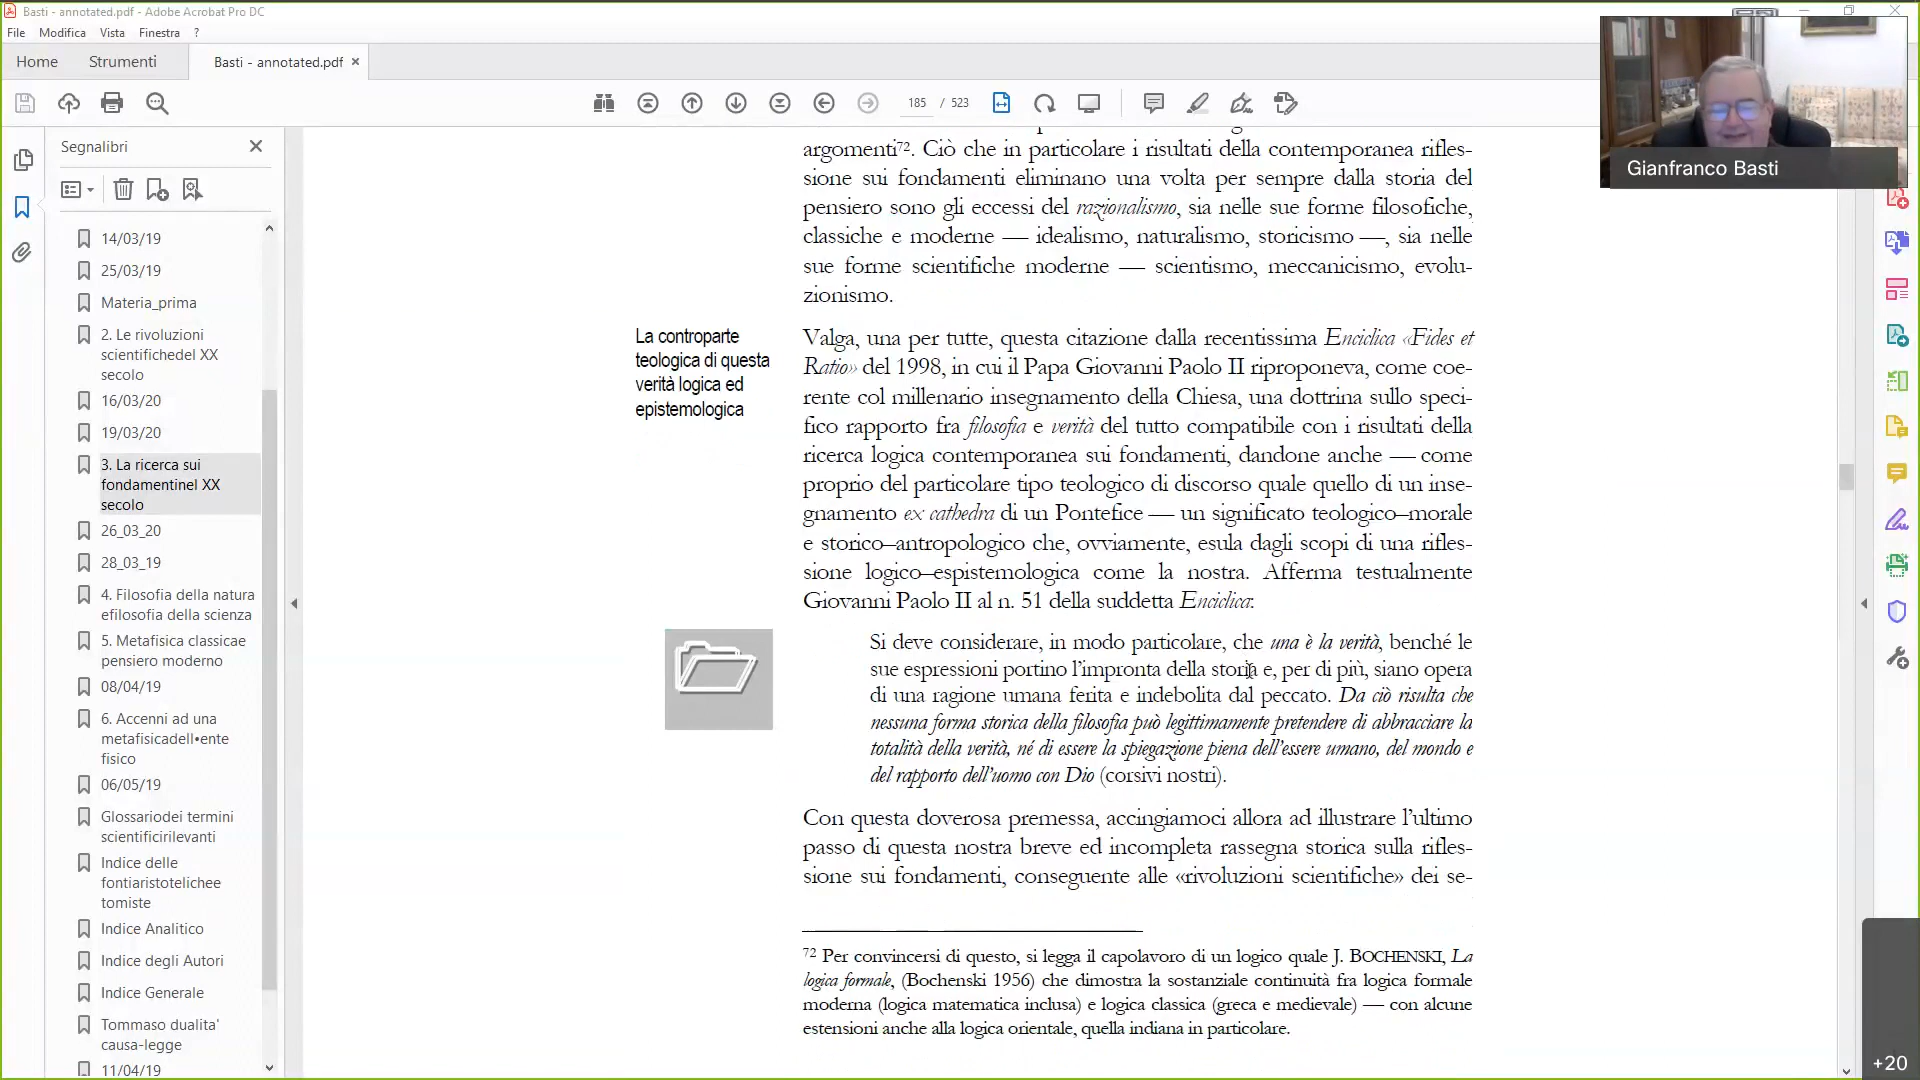 Basti - annotated.pdf - Adobe Acrobat Pro DC
File Modifica Vista Finestra ?
Home Strumenti Basti - annotated.pdf ×
185 / 523
Gianfranco Basti
Segnalibri
14/03/19
25/03/19
Materia_prima
2. Le rivoluzioni
scientifichedel XX
secolo
16/03/20
19/03/20
3. La ricerca sui
fondamentinel XX
secolo
26_03_20
28_03_19
4. Filosofia della natura
efilosofia della scienza
5. Metafisica classicae
pensiero moderno
08/04/19
6. Accenni ad una
metafisicadell•ente
fisico
06/05/19
Glossariodei termini
scientificirilevanti
Indice delle
fontiaristotelichee
tomiste
Indice Analitico
Indice degli Autori
Indice Generale
Tommaso dualita'
causa-legge
11/04/19
argomenti72. Ciò che in particolare i risultati della contemporanea rifles-
sione sui fondamenti eliminano una volta per sempre dalla storia del
pensiero sono gli eccessi del razionalismo, sia nelle sue forme filosofiche,
classiche e moderne — idealismo, naturalismo, storicismo —, sia nelle
sue forme scientifiche moderne — scientismo, meccanicismo, evolu-
zionismo.
La controparte
teologica di questa
verità logica ed
epistemologica
Valga, una per tutte, questa citazione dalla recentissima Enciclica «Fides et
Ratio» del 1998, in cui il Papa Giovanni Paolo II riproponeva, come coe-
rente col millenario insegnamento della Chiesa, una dottrina sullo speci-
fico rapporto fra filosofia e verità del tutto compatibile con i risultati della
ricerca logica contemporanea sui fondamenti, dandone anche — come
proprio del particolare tipo teologico di discorso quale quello di un inse-
gnamento ex cathedra di un Pontefice — un significato teologico–morale
e storico–antropologico che, ovviamente, esula dagli scopi di una rifles-
sione logico–epistemologica come la nostra. Afferma testualmente
Giovanni Paolo II al n. 51 della suddetta Enciclica:
Si deve considerare, in modo particolare, che una è la verità, benché le
sue espressioni portino l'impronta della storia e, per di più, siano opera
di una ragione umana ferita e indebolita dal peccato. Da ciò risulta che
nessuna forma storica della filosofia può legittimamente pretendere di abbracciare la
totalità della verità, né di essere la spiegazione piena dell'essere umano, del mondo e
del rapporto dell'uomo con Dio (corsivi nostri).
Con questa doverosa premessa, accingiamoci allora ad illustrare l'ultimo
passo di questa nostra breve ed incompleta rassegna storica sulla rifles-
sione sui fondamenti, conseguente alle «rivoluzioni scientifiche» dei se-
72 Per convincersi di questo, si legga il capolavoro di un logico quale J. BOCHENSKI, La
logica formale, (Bochenski 1956) che dimostra la sostanziale continuità fra logica formale
moderna (logica matematica inclusa) e logica classica (greca e medievale) — con alcune
estensioni anche alla logica orientale, quella indiana in particolare.
+20